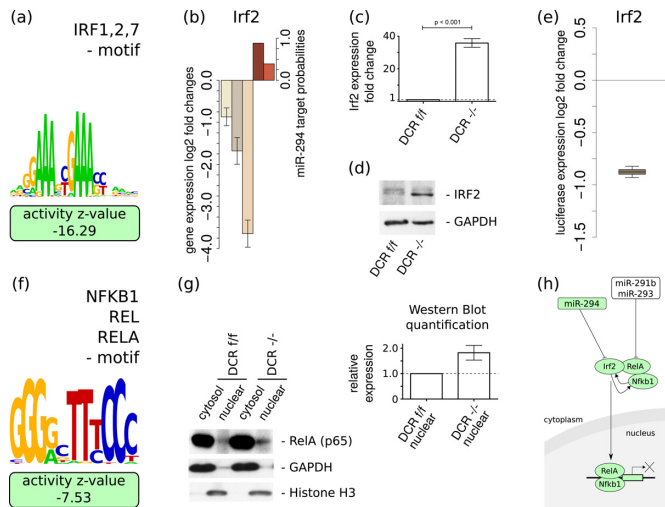 (a)
IRF1,2,7
- motif
activity z-value
-16.29
(b)
Irf2
gene expression log2 fold changes
0.0
-1.0
-2.0
-3.0
-4.0
1.0
0.0
miR-294 target probabilities
(c)
p < 0.001
Irf2 expression
fold change
40
20
1
DCR f/f
DCR -/-
(d)
- IRF2
- GAPDH
DCR f/f
DCR -/-
(e)
Irf2
luciferase expression log2 fold change
0.0
-0.5
-1.0
-1.5
(f)
NFKB1
REL
RELA
- motif
GGG
TT
CCC
activity z-value
-7.53
(g)
DCR f/f
DCR -/-
cytosol
nuclear
cytosol
nuclear
- RelA (p65)
- GAPDH
- Histone H3
Western Blot
quantification
relative
expression
2.0
1.0
0.0
DCR f/f
nuclear
DCR -/-
nuclear
(h)
miR-291b
miR-293
miR-294
Irf2
RelA
Nfkb1
cytoplasm
nucleus
RelA
Nfkb1